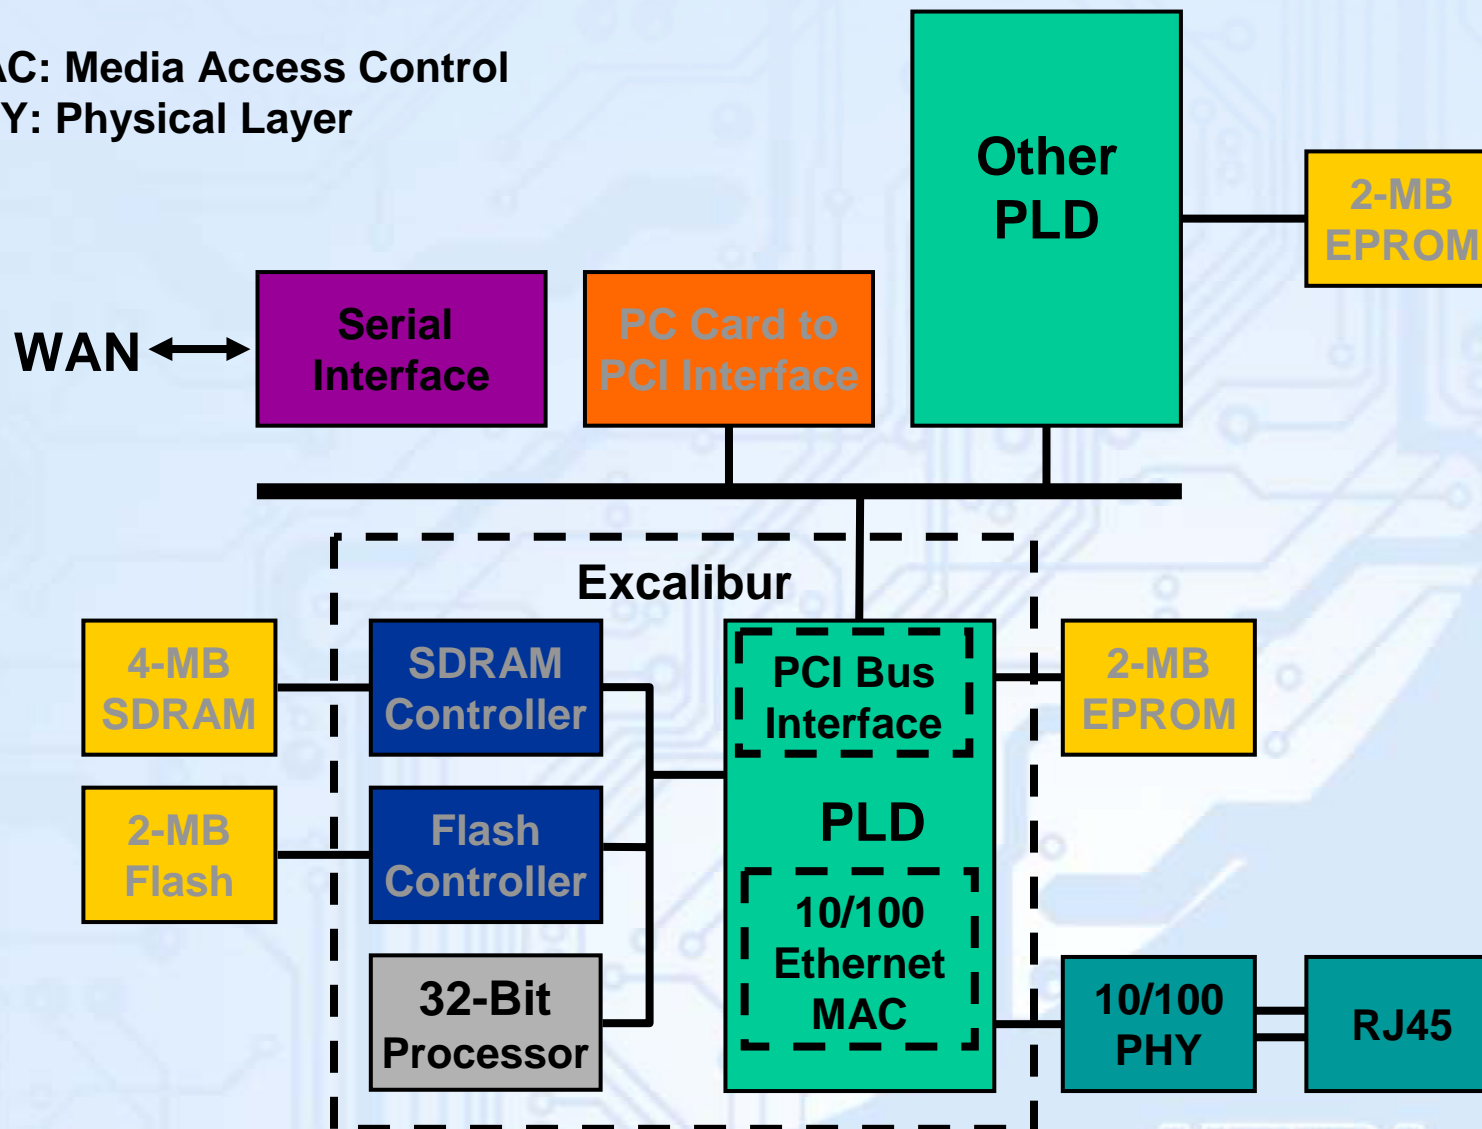 AC: Media Access Control
Y: Physical Layer
Other
PLD
2-MB
EPROM
WAN
Serial
Interface
PC Card to
PCI Interface
Excalibur
4-MB
SDRAM
SDRAM
Controller
PCI Bus
Interface
2-MB
EPROM
PLD
2-MB
Flash
Flash
Controller
10/100
Ethernet
MAC
32-Bit
Processor
10/100
PHY
RJ45